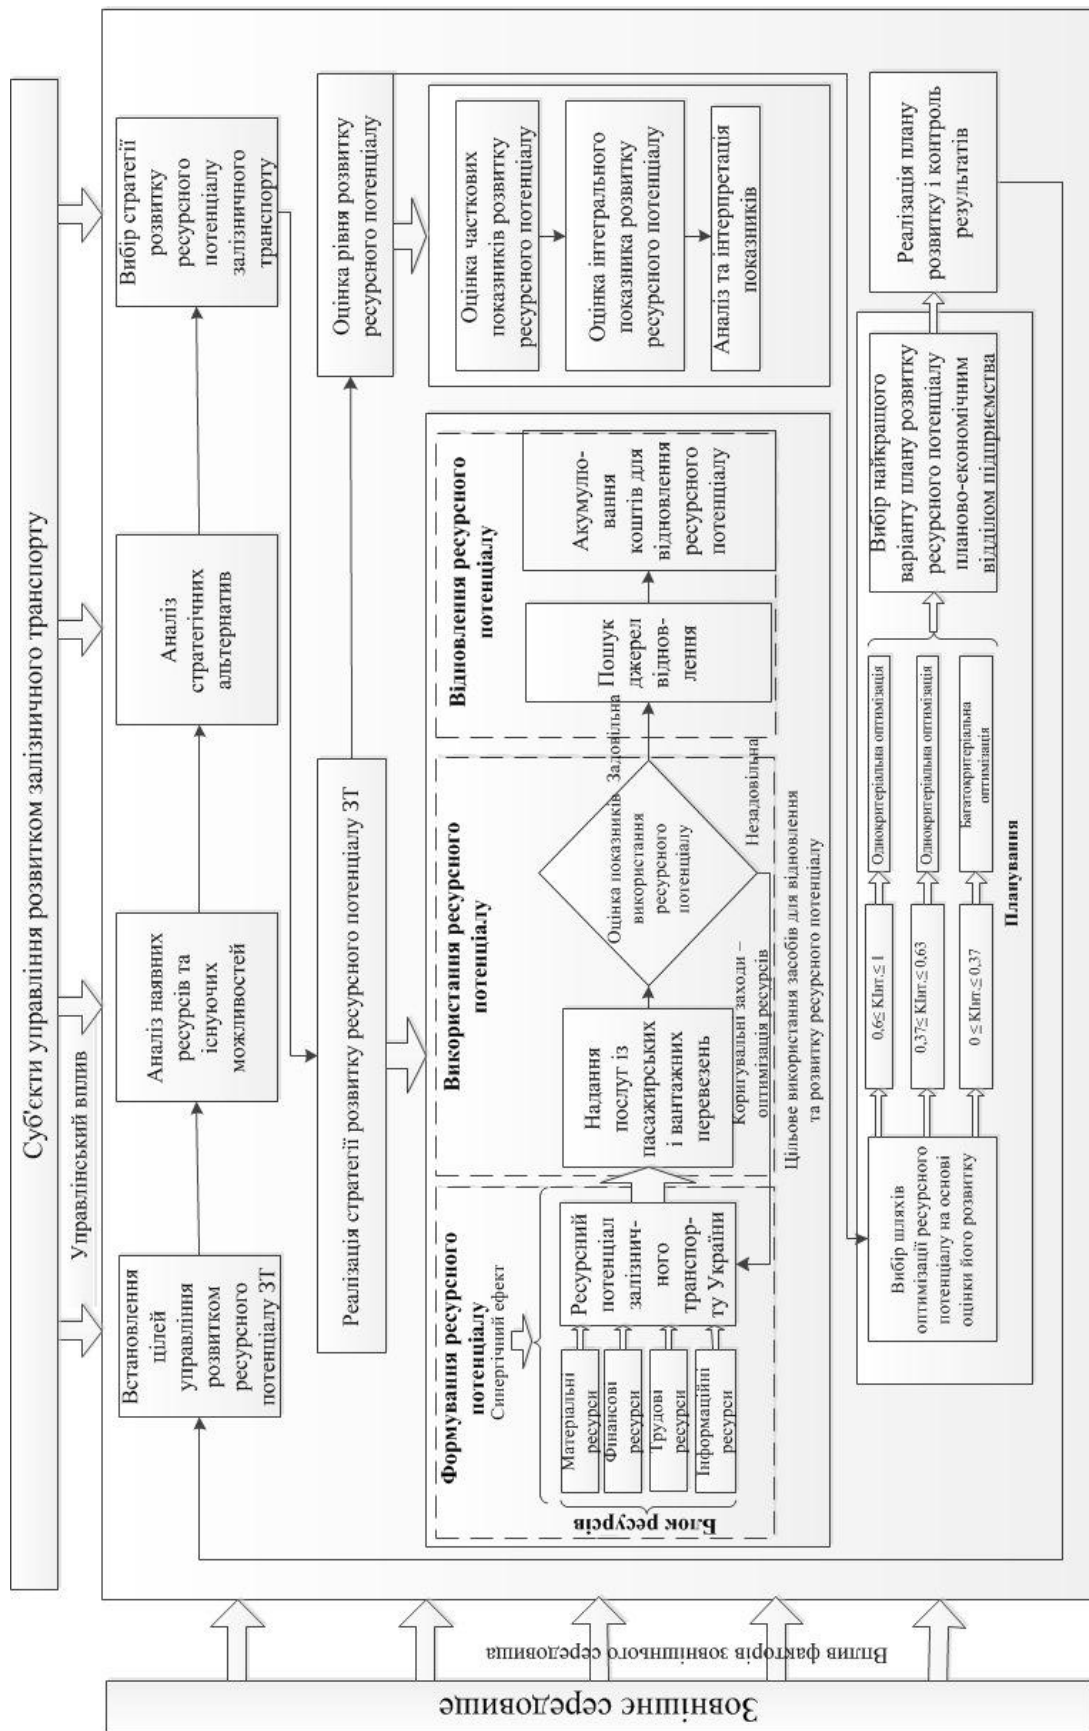 Суб'єкти управління розвитком залізничного транспорту
Управлінський вплив
Встановлення
цілей
управління
розвитком
ресурсного
потенціалу ЗТ
Аналіз наявних
ресурсів та
існуючих
можливостей
Аналіз
стратегічних
альтернатив
Вибір стратегії
розвитку
ресурсного
потенціалу
залізничного
транспорту
Реалізація стратегії розвитку ресурсного потенціалу ЗТ
Оцінка рівня розвитку
ресурсного потенціалу
Формування ресурсного
потенціалу
Синергічний ефект
Матеріальні
ресурси
Фінансові
ресурси
Трудові
ресурси
Інформаційні
ресурси
Блок ресурсів
Ресурсний
потенціал
залізнич-
ного
транспор-
ту України
Використання ресурсного
потенціалу
Надання
послуг із
пасажирських
і вантажних
перевезень
Оцінка показників
використання
ресурсного
потенціалу
Задовільна
Незадовільна
Коригувальні заходи –
оптимізація ресурсів
Відновлення ресурсного
потенціалу
Пошук
джерел
віднов-
лення
Акумулю-
вання
коштів для
відновлення
ресурсного
потенціалу
Цільове використання засобів для відновлення
та розвитку ресурсного потенціалу
Оцінка часткових
показників розвитку
ресурсного потенціалу
Оцінка інтегрального
показника розвитку
ресурсного потенціалу
Аналіз та інтерпретація
показників
Вибір шляхів
оптимізації ресурсного
потенціалу на основі
оцінки його розвитку
0,6≤ КІнт.≤ 1
0,37≤ КІнт.≤ 0,63
0 ≤ КІнт.≤ 0,37
Однокритеріальна оптимізація
Однокритеріальна оптимізація
Багатокритеріальна
оптимізація
Планування
Вибір найкращого
варіанту плану розвитку
ресурсного потенціалу
планово-економічним
відділом підприємства
Реалізація плану
розвитку і контроль
результатів
Вплив факторів зовнішнього середовища
Зовнішнє середовище